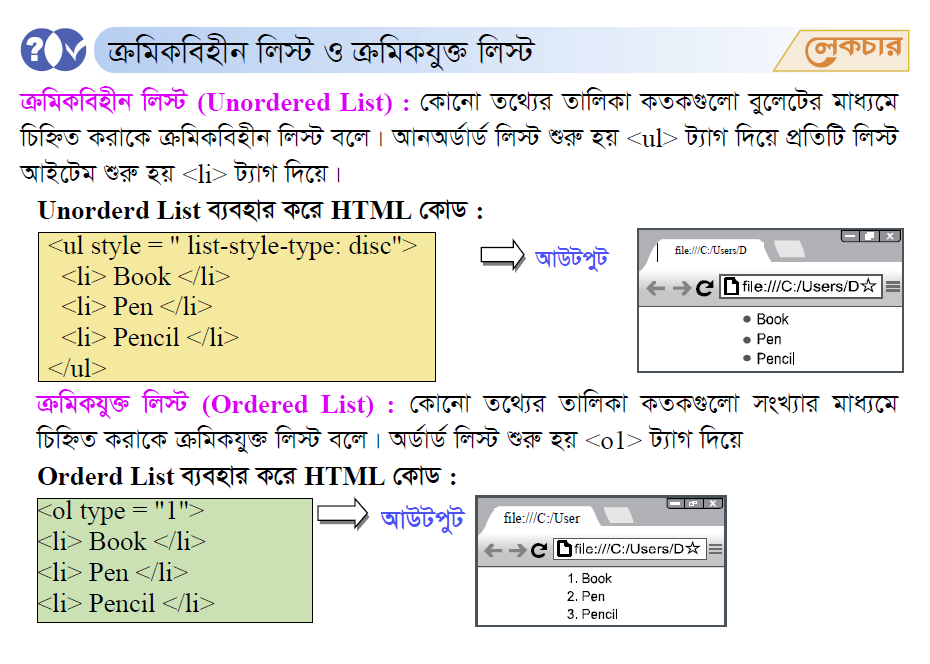 ক্রমিকবিহীন লিস্ট ও ক্রমিকযুক্ত লিস্ট
লেকচার
ক্রমিকবিহীন লিস্ট (Unordered List) : কোনো তথ্যের তালিকা কতকগুলো বুলেটের মাধ্যমে
চিহ্নিত করাকে ক্রমিকবিহীন লিস্ট বলে। আনঅর্ডার্ড লিস্ট শুরু হয় <ul> ট্যাগ দিয়ে প্রতিটি লিস্ট
আইটেম শুরু হয় <li> ট্যাগ দিয়ে।
Unorderd List ব্যবহার করে HTML কোড :
<ul style = " list-style-type: disc">
<li> Book </li>
<li> Pen </li>
<li> Pencil </li>
</ul>
আউটপুট
file:///C:/Users/D
file:///C:/Users/D
Book
Pen
Pencil
ক্রমিকযুক্ত লিস্ট (Ordered List) : কোনো তথ্যের তালিকা কতকগুলো সংখ্যার মাধ্যমে
চিহ্নিত করাকে ক্রমিকযুক্ত লিস্ট বলে। অর্ডার্ড লিস্ট শুরু হয় <o1> ট্যাগ দিয়ে
Orderd List ব্যবহার করে HTML কোড :
<ol type = "1">
<li> Book </li>
<li> Pen </li>
<li> Pencil </li>
আউটপুট
file:///C:/User
file:///C:/Users/D
1. Book
2. Pen
3. Pencil